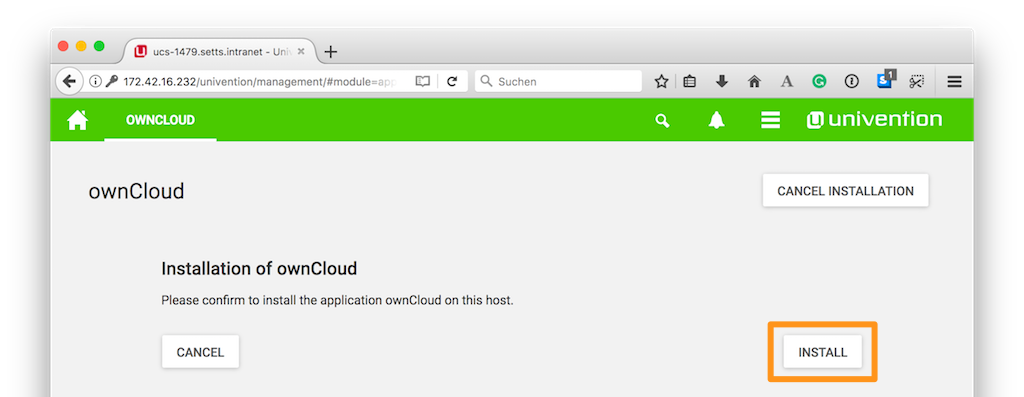 ucs-1479.setts.intranet - Univ
172.42.16.232/univention/management/#module=app
Suchen
1
OWNCLOUD
univention
ownCloud
CANCEL INSTALLATION
Installation of ownCloud
Please confirm to install the application ownCloud on this host.
CANCEL
INSTALL